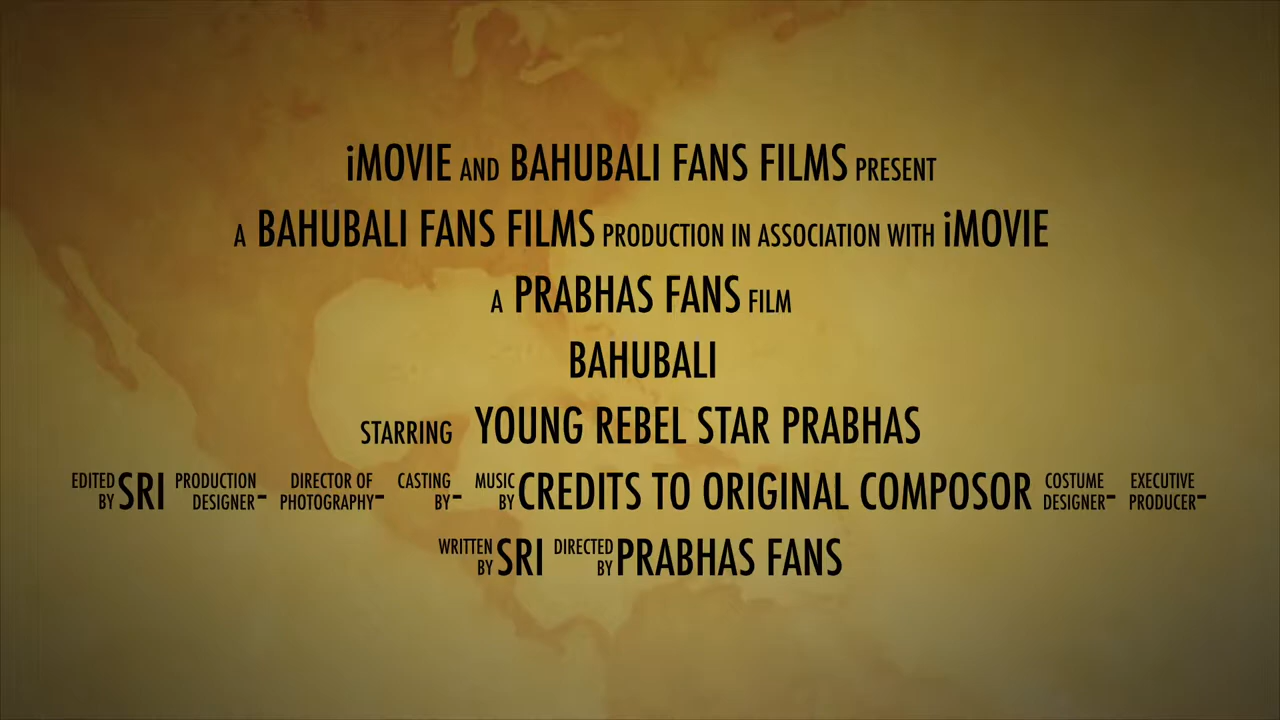 iMOVIE AND BAHUBALI FANS FILMS PRESENT
A BAHUBALI FANS FILMS PRODUCTION IN ASSOCIATION WITH iMOVIE
A PRABHAS FANS FILM
BAHUBALI
STARRING YOUNG REBEL STAR PRABHAS
EDITED BY SRI PRODUCTION DESIGNER- DIRECTOR OF PHOTOGRAPHY- CASTING BY- MUSIC BY CREDITS TO ORIGINAL COMPOSOR COSTUME DESIGNER- EXECUTIVE PRODUCER-
WRITTEN BY SRI DIRECTED BY PRABHAS FANS